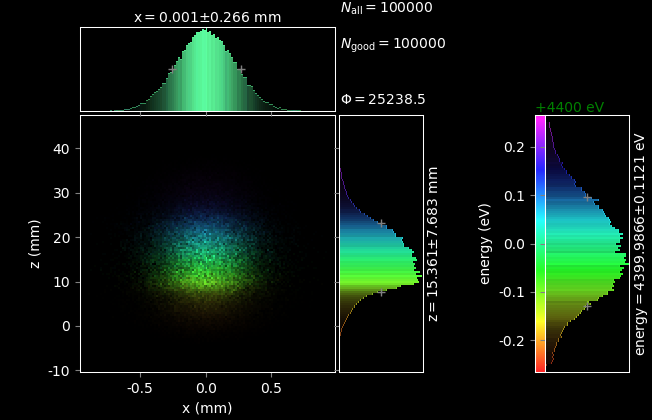 x = 0.001±0.266 mm
N_all = 100000
N_good = 100000
Φ = 25238.5
+4400 eV
z (mm)
40
30
20
10
0
-10
-0.5
0.0
0.5
x (mm)
z = 15.361±7.683 mm
energy (eV)
0.2
0.1
0.0
-0.1
-0.2
energy = 4399.9866±0.1121 eV